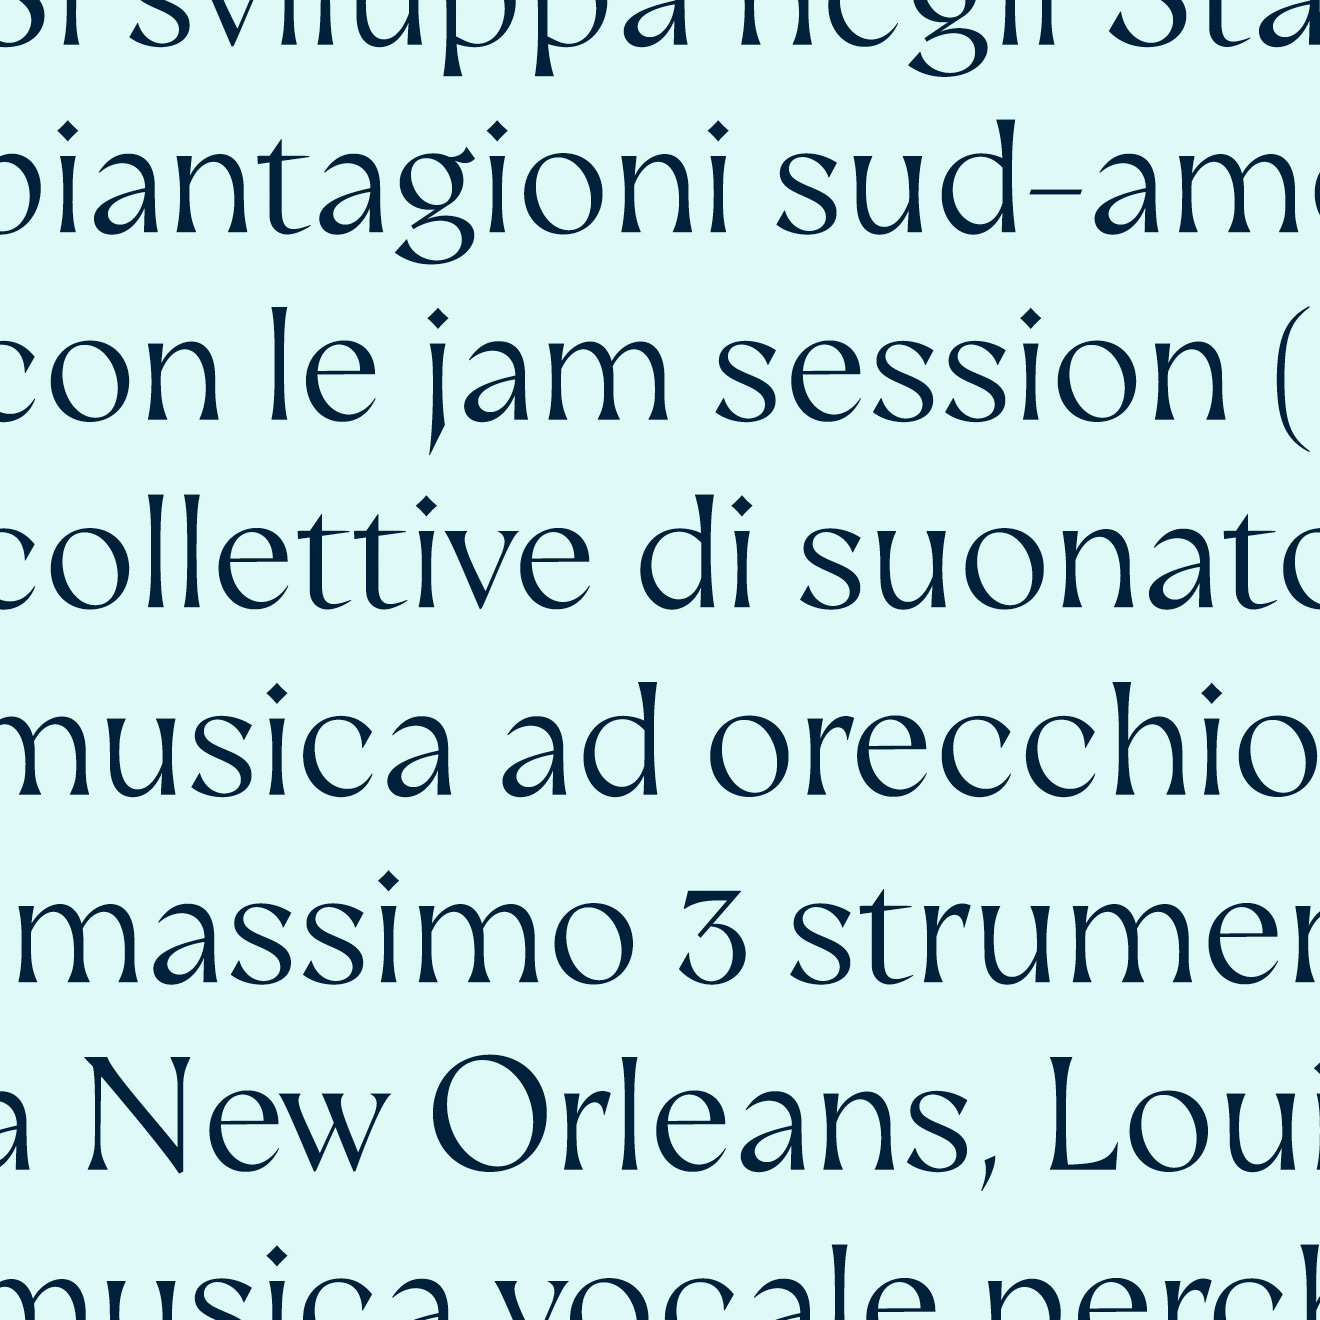 si sviluppa negli Sta
piantagioni sud-ame
con le jam session (
collettive di suonato
musica ad orecchio
massimo 3 strumen
a New Orleans, Loui
musica vocale perch